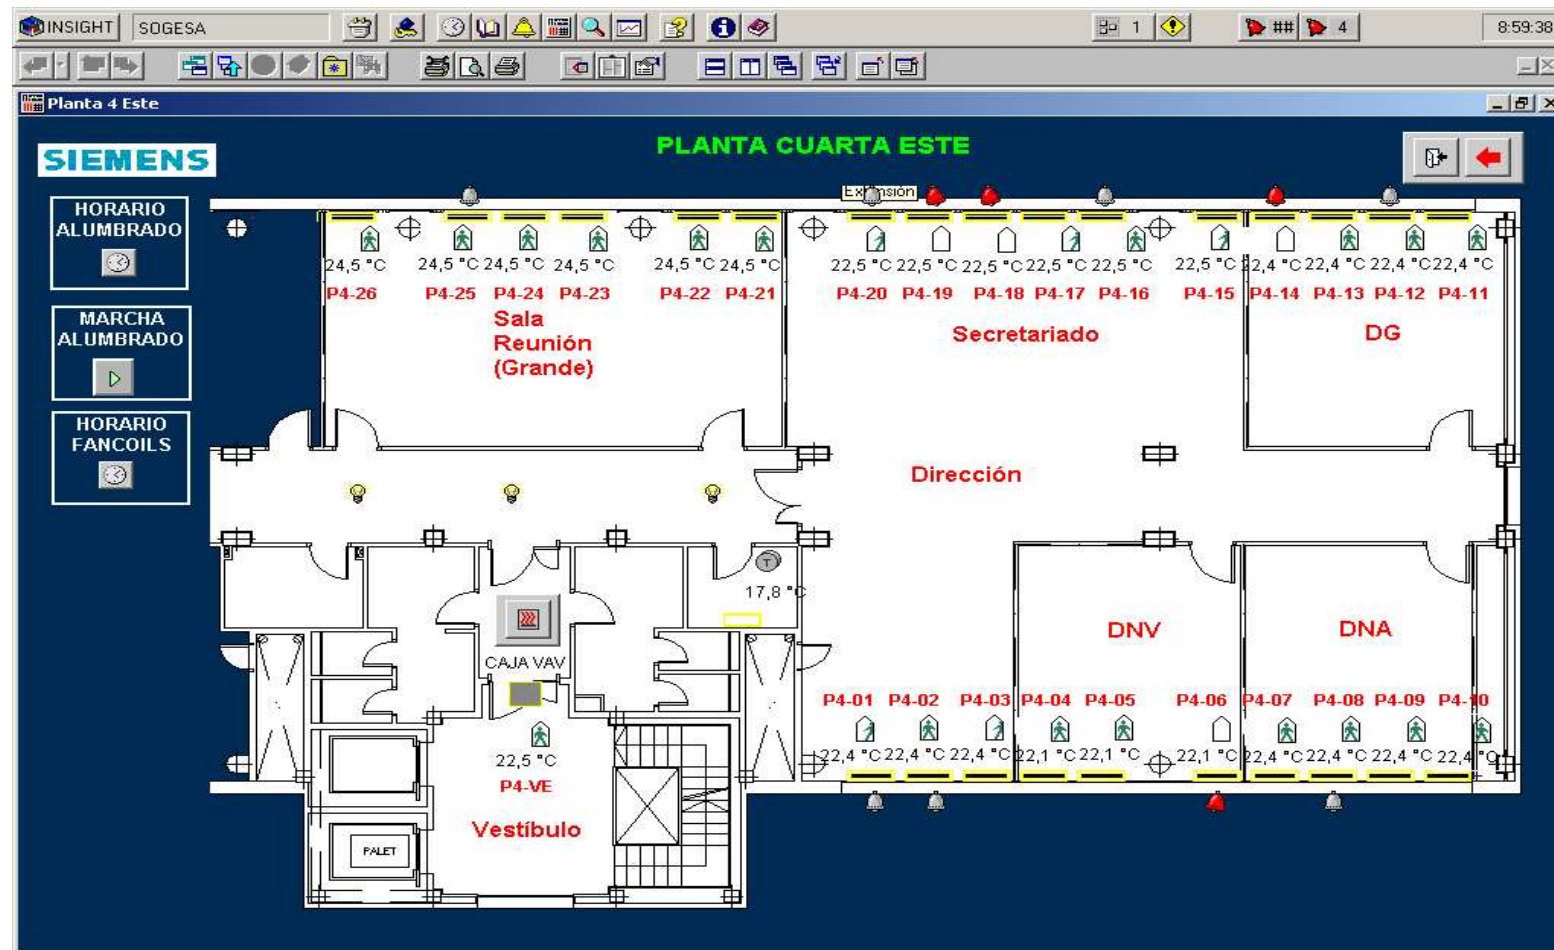 INSIGHT SOGESA 1 ## 4 8:59:38
Planta 4 Este
SIEMENS
PLANTA CUARTA ESTE
HORARIO
ALUMBRADO
MARCHA
ALUMBRADO
HORARIO
FANCOILS
Expansión
24,5 °C 24,5 °C 24,5 °C 24,5 °C 24,5 °C 24,5 °C 22,5 °C 22,5 °C 22,5 °C 22,5 °C 22,5 °C 22,5 °C 22,4 °C 22,4 °C 22,4 °C 22,4 °C
P4-26 P4-25 P4-24 P4-23 P4-22 P4-21 P4-20 P4-19 P4-18 P4-17 P4-16 P4-15 P4-14 P4-13 P4-12 P4-11
Sala
Reunión
(Grande)
Secretariado
DG
Dirección
T
17,8 °C
CAJA VAV
DNV
DNA
P4-01 P4-02 P4-03 P4-04 P4-05 P4-06 P4-07 P4-08 P4-09 P4-10
22,4 °C 22,4 °C 22,4 °C 22,1 °C 22,1 °C 22,1 °C 22,4 °C 22,4 °C 22,4 °C 22,4 °C
22,5 °C
P4-VE
Vestíbulo
PALET